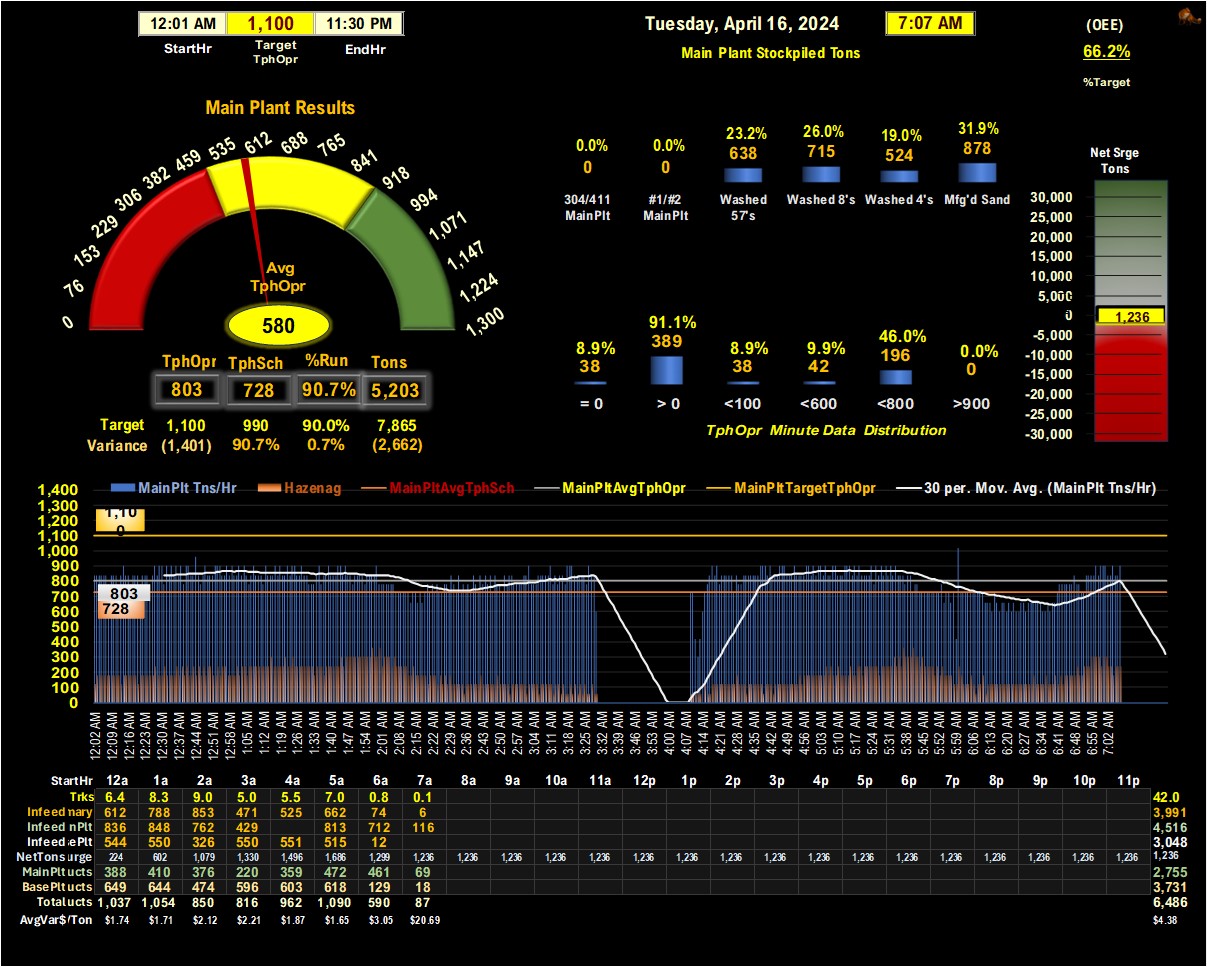 12:01 AM 1,100 11:30 PM
StartHr Target TphOpr EndHr
Tuesday, April 16, 2024 7:07 AM
Main Plant Stockpiled Tons
(OEE)
66.2%
%Target
Main Plant Results
0 76 153 229 306 382 459 535 612 688 765 841 918 994 1,071 1,147 1,224 1,300
Avg
TphOpr
580
TphOpr TphSch %Run Tons
803 728 90.7% 5,203
Target 1,100 990 90.0% 7,865
Variance (1,401) 90.7% 0.7% (2,662)
0.0% 0.0% 23.2% 26.0% 19.0% 31.9%
0 0 638 715 524 878
304/411 MainPlt #1/#2 MainPlt Washed 57's Washed 8's Washed 4's Mfg'd Sand
8.9% 91.1% 8.9% 9.9% 46.0% 0.0%
38 389 38 42 196 0
= 0 > 0 <100 <600 <800 >900
TphOpr Minute Data Distribution
Net Srge
Tons
30,000
25,000
20,000
15,000
10,000
5,000
0
1,236
-5,000
-10,000
-15,000
-20,000
-25,000
-30,000
MainPlt Tns/Hr Hazenag MainPltAvgTphSch MainPltAvgTphOpr MainPltTargetTphOpr 30 per. Mov. Avg. (MainPlt Tns/Hr)
1,400
1,300
1,200
1,100
1,000
900
800
700
600
500
400
300
200
100
0
1,100
803
728
12:02 AM 12:09 AM 12:16 AM 12:23 AM 12:30 AM 12:37 AM 12:44 AM 12:51 AM 12:58 AM 1:05 AM 1:12 AM 1:19 AM 1:26 AM 1:33 AM 1:40 AM 1:47 AM 1:54 AM 2:01 AM 2:08 AM 2:15 AM 2:22 AM 2:29 AM 2:36 AM 2:43 AM 2:50 AM 2:57 AM 3:04 AM 3:11 AM 3:18 AM 3:25 AM 3:32 AM 3:39 AM 3:46 AM 3:53 AM 4:00 AM 4:07 AM 4:14 AM 4:21 AM 4:28 AM 4:35 AM 4:42 AM 4:49 AM 4:56 AM 5:03 AM 5:10 AM 5:17 AM 5:24 AM 5:31 AM 5:38 AM 5:45 AM 5:52 AM 5:59 AM 6:06 AM 6:13 AM 6:20 AM 6:27 AM 6:34 AM 6:41 AM 6:48 AM 6:55 AM 7:02 AM
StartHr 12a 1a 2a 3a 4a 5a 6a 7a 8a 9a 10a 11a 12p 1p 2p 3p 4p 5p 6p 7p 8p 9p 10p 11p
Trks 6.4 8.3 9.0 5.0 5.5 7.0 0.8 0.1 42.0
Infeed mary 612 788 853 471 525 662 74 6 3,991
Infeed nPlt 836 848 762 429 813 712 116 4,516
Infeed ePlt 544 550 326 550 551 515 12 3,048
NetTons urge 224 602 1,079 1,330 1,496 1,686 1,299 1,236 1,236 1,236 1,236 1,236 1,236 1,236 1,236 1,236 1,236 1,236 1,236 1,236 1,236 1,236 1,236 1,236 1,236
MainPlt ucts 388 410 376 220 359 472 461 69 2,755
BasePlt ucts 649 644 474 596 603 618 129 18 3,731
Total ucts 1,037 1,054 850 816 962 1,090 590 87 6,486
AvgVar$/Ton $1.74 $1.71 $2.12 $2.21 $1.87 $1.65 $3.05 $20.69 $4.38